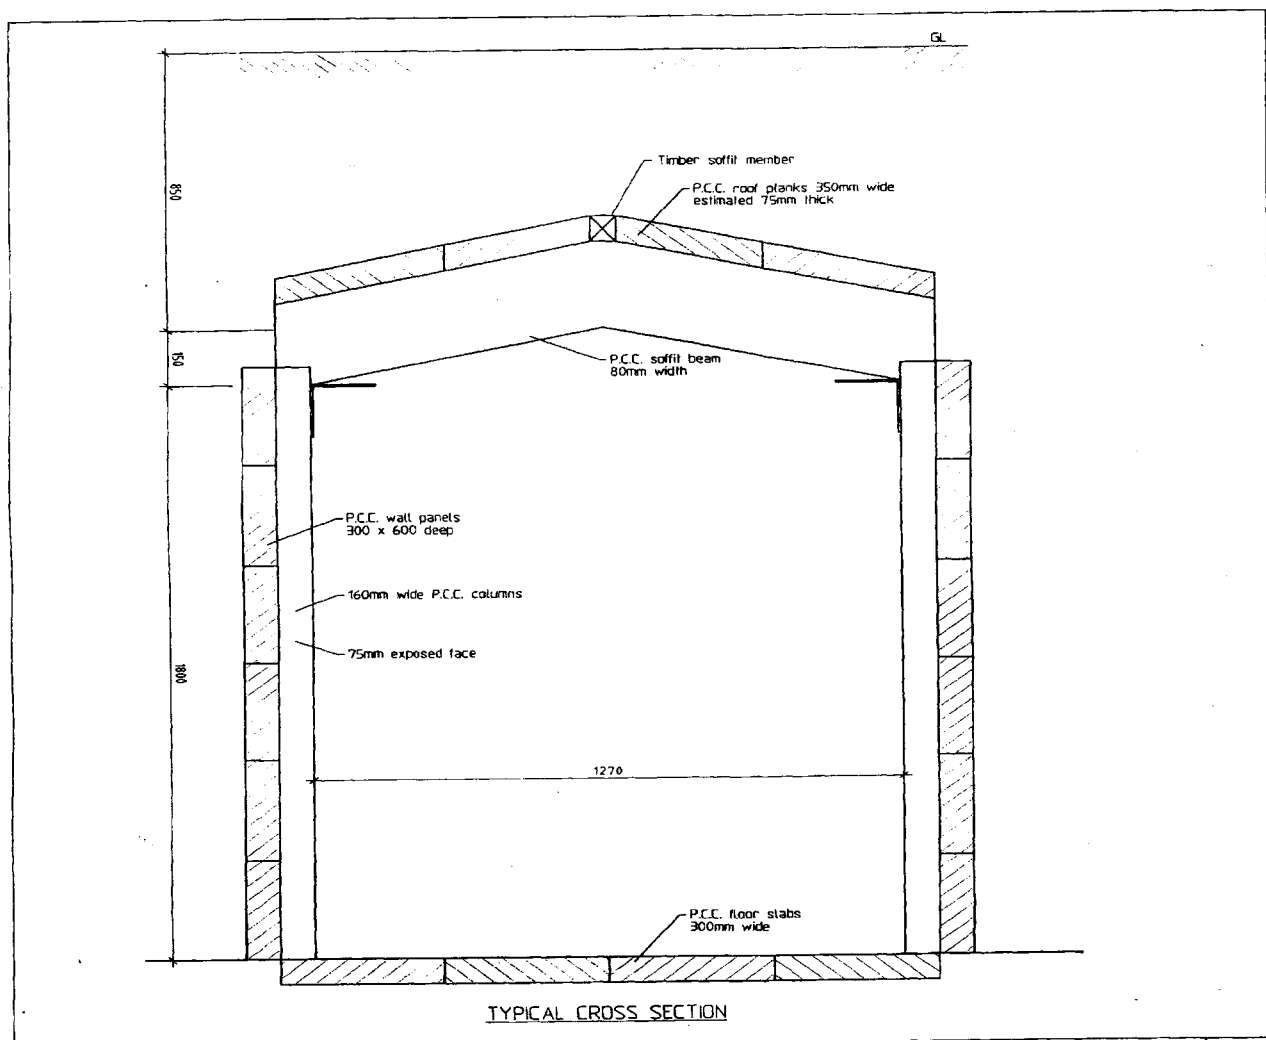 GL
Timber soffit member
P.C.C. roof planks 350mm wide
estimated 75mm thick
850
150
P.C.C. soffit beam
80mm width
P.C.C. wall panels
300 x 600 deep
160mm wide P.C.C. columns
75mm exposed face
1800
1270
P.C.C. floor slabs
300mm wide
TYPICAL CROSS SECTION